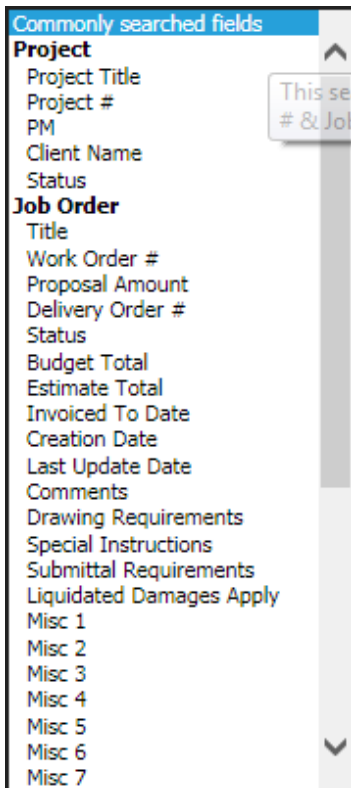 Commonly searched fields
Project
Project Title
Project #
PM
Client Name
Status
This se
# & Job
Job Order
Title
Work Order #
Proposal Amount
Delivery Order #
Status
Budget Total
Estimate Total
Invoiced To Date
Creation Date
Last Update Date
Comments
Drawing Requirements
Special Instructions
Submittal Requirements
Liquidated Damages Apply
Misc 1
Misc 2
Misc 3
Misc 4
Misc 5
Misc 6
Misc 7